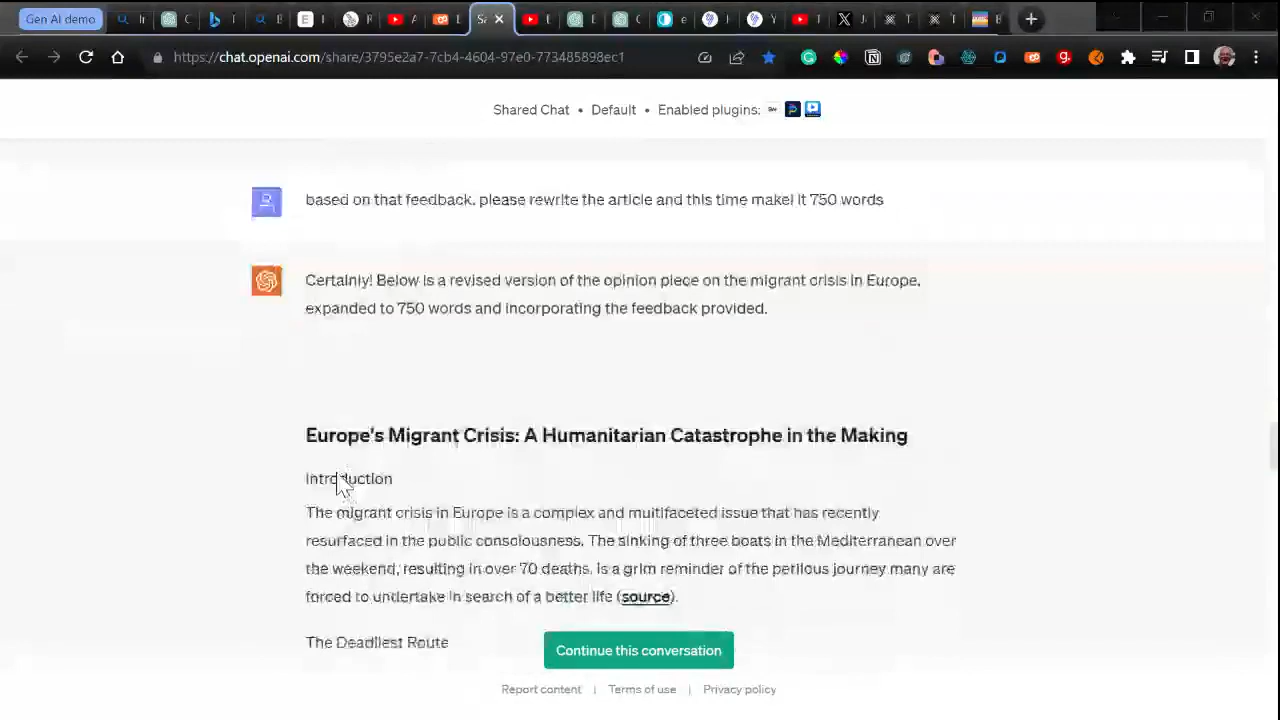 Gen AI demo
https://chat.openai.com/share/3795e2a7-7cb4-4604-97e0-773485898ec1
Shared Chat • Default • Enabled plugins:
based on that feedback. please rewrite the article and this time makel it 750 words
Certainly! Below is a revised version of the opinion piece on the migrant crisis in Europe,
expanded to 750 words and incorporating the feedback provided.
Europe's Migrant Crisis: A Humanitarian Catastrophe in the Making
Introduction
The migrant crisis in Europe is a complex and multifaceted issue that has recently
resurfaced in the public consciousness. The sinking of three boats in the Mediterranean over
the weekend, resulting in over 70 deaths, is a grim reminder of the perilous journey many are
forced to undertake in search of a better life (source).
The Deadliest Route
Continue this conversation
Report content | Terms of use | Privacy policy